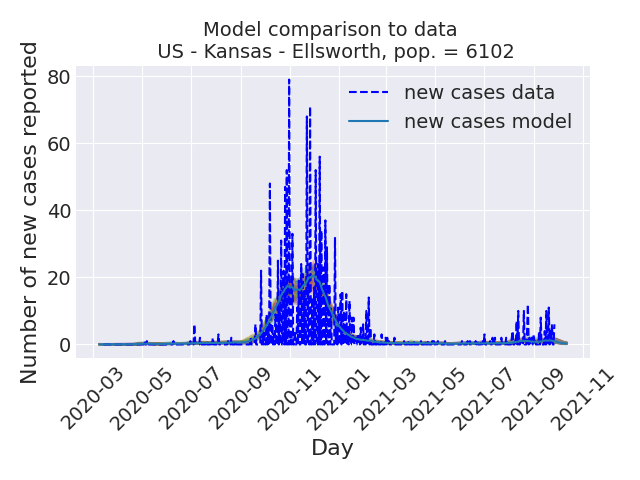 Model comparison to data
US - Kansas - Ellsworth, pop. = 6102
Number of new cases reported
80
60
40
20
0
new cases data
new cases model
2020-03
2020-05
2020-07
2020-09
2020-11
2021-01
2021-03
2021-05
2021-07
2021-09
2021-11
Day